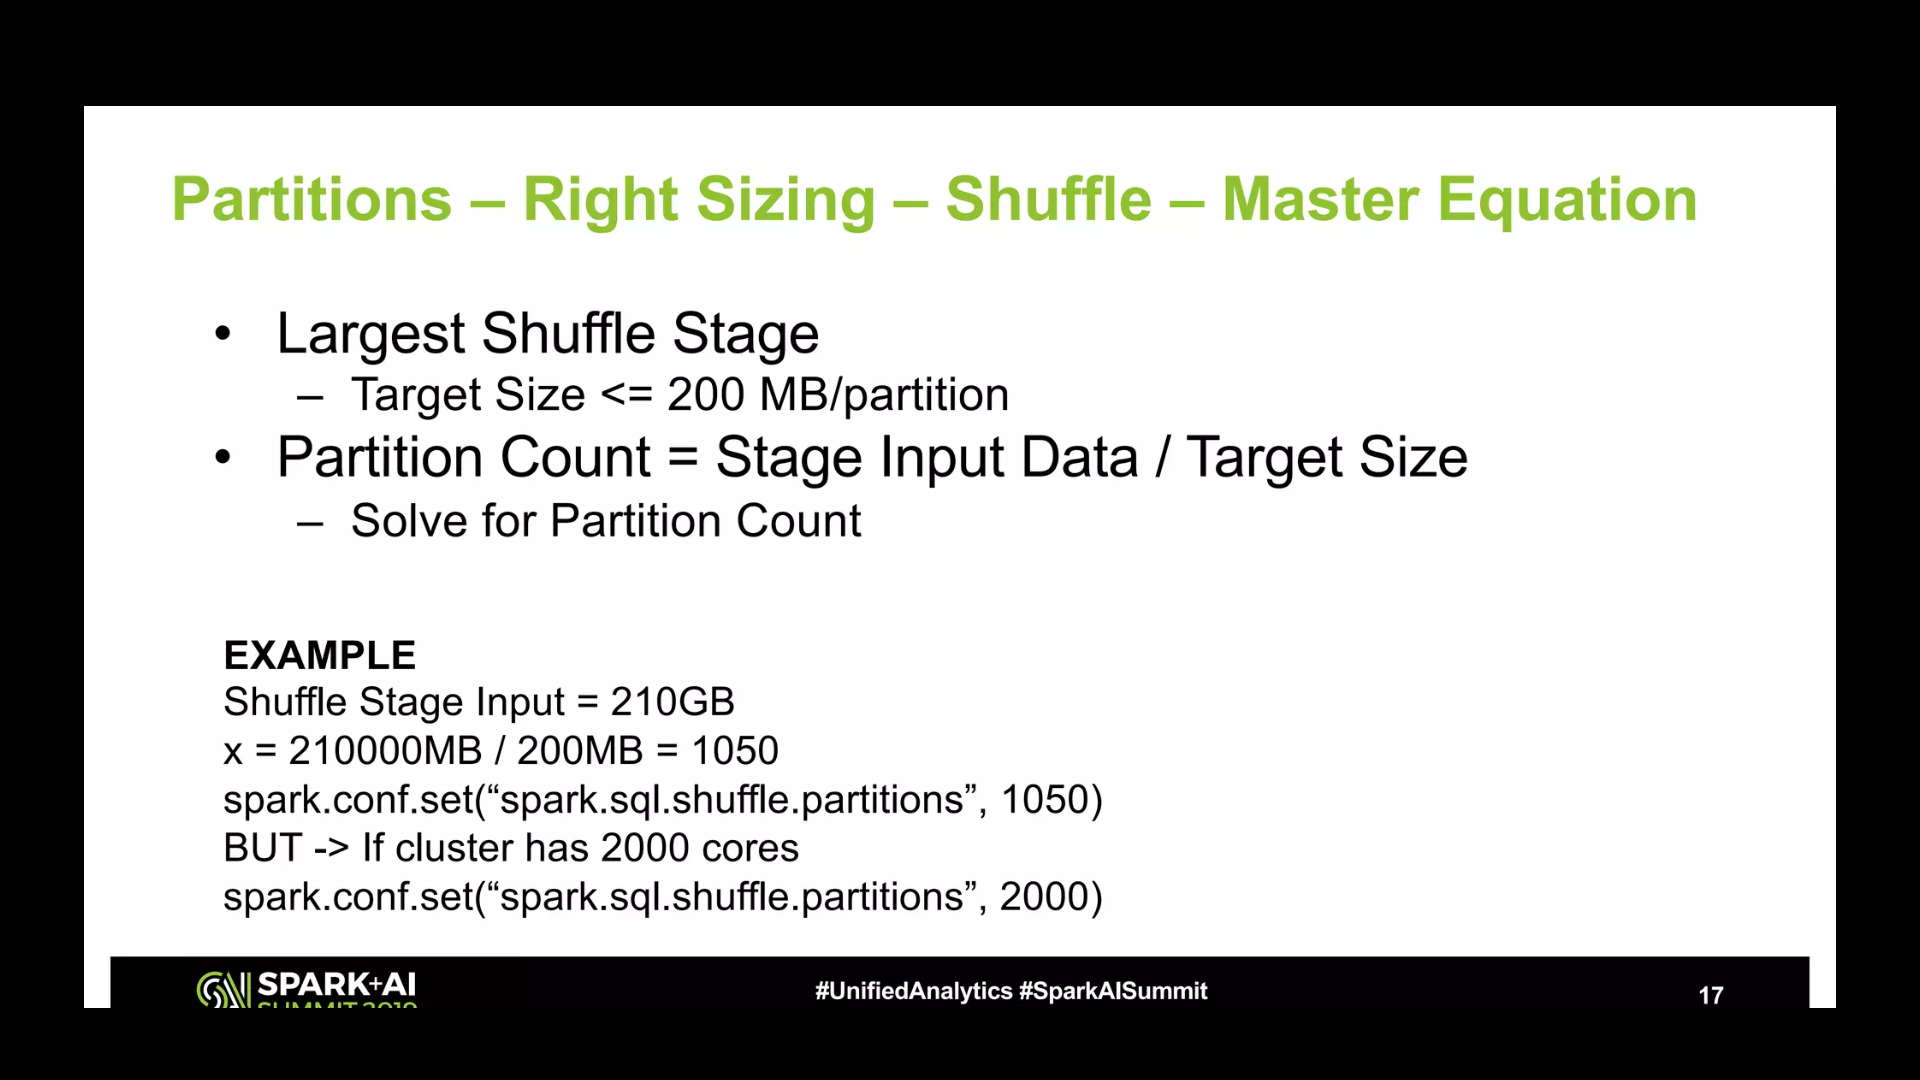 Partitions – Right Sizing – Shuffle – Master Equation
• Largest Shuffle Stage
– Target Size <= 200 MB/partition
• Partition Count = Stage Input Data / Target Size
– Solve for Partition Count
EXAMPLE
Shuffle Stage Input = 210GB
x = 210000MB / 200MB = 1050
spark.conf.set(“spark.sql.shuffle.partitions”, 1050)
BUT -> If cluster has 2000 cores
spark.conf.set(“spark.sql.shuffle.partitions”, 2000)
SPARK+AI
SUMMIT 2019
#UnifiedAnalytics #SparkAISummit
17